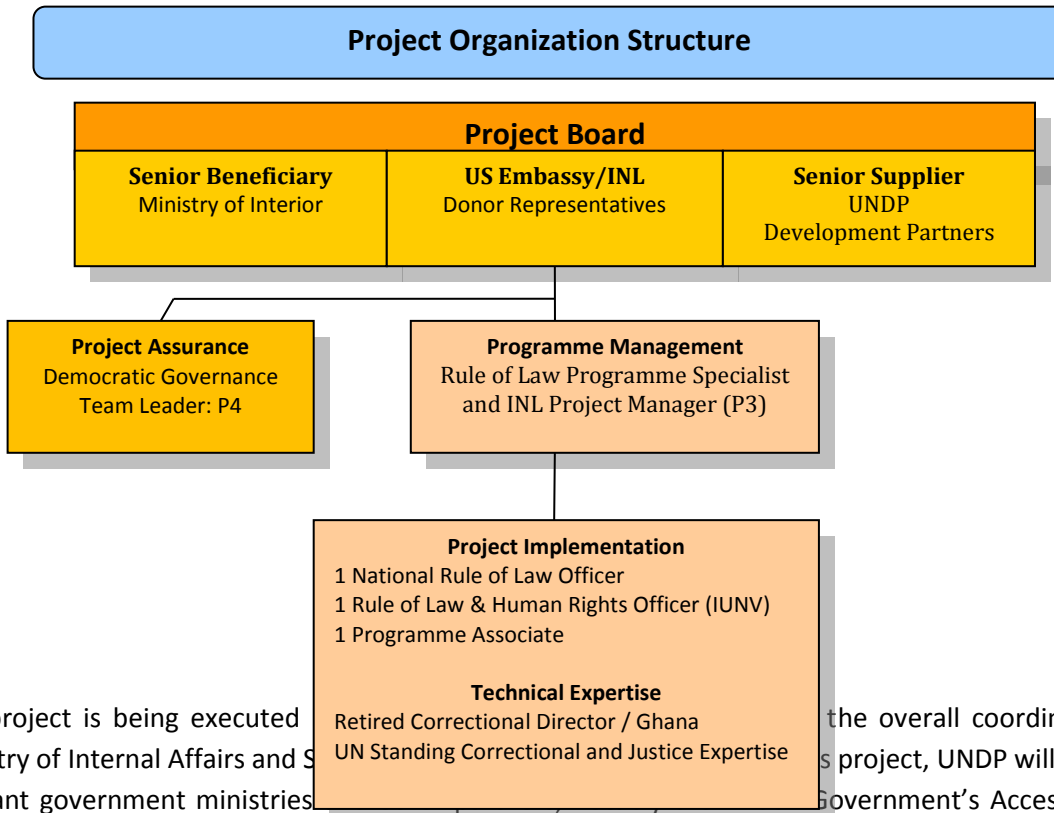 Project Organization Structure
Project Board
Senior Beneficiary
Ministry of Interior
US Embassy/INL
Donor Representatives
Senior Supplier
UNDP
Development Partners
Project Assurance
Democratic Governance
Team Leader: P4
Programme Management
Rule of Law Programme Specialist
and INL Project Manager (P3)
Project Implementation
1 National Rule of Law Officer
1 Rule of Law & Human Rights Officer (IUNV)
1 Programme Associate
Technical Expertise
Retired Correctional Director / Ghana
UN Standing Correctional and Justice Expertise
project is being executed the overall
of Internal Affairs and project, UNDP will
government ministries Government's